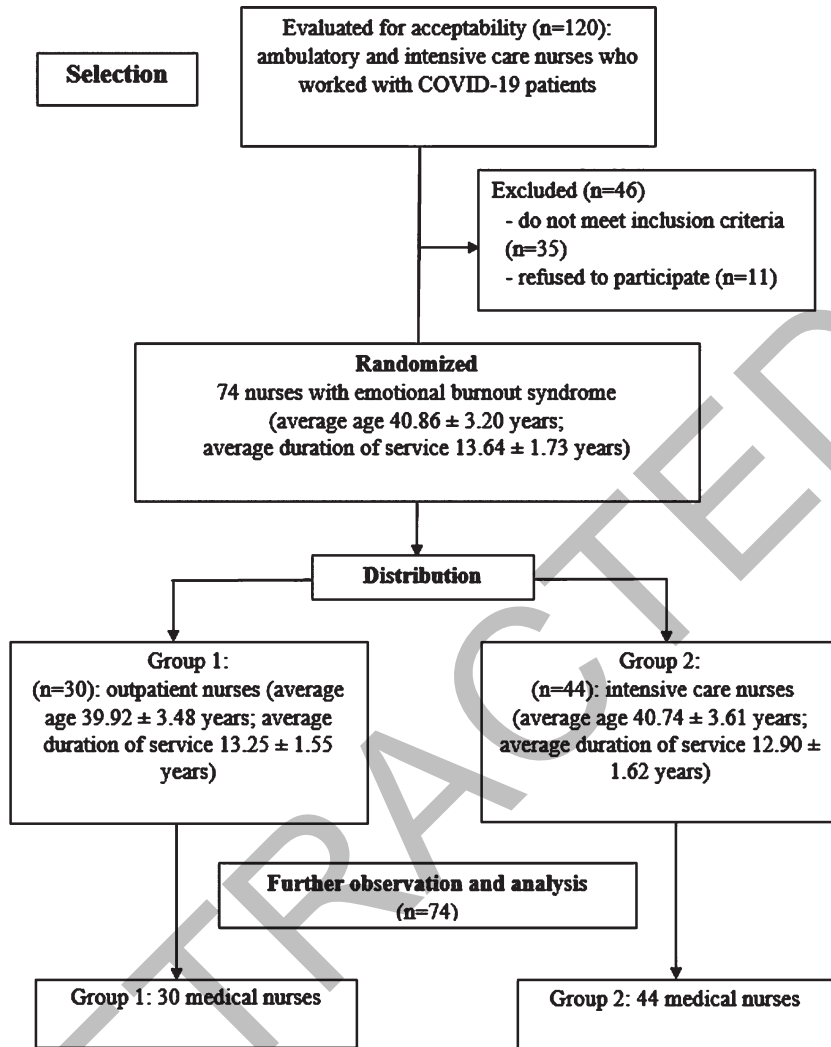 Evaluated for acceptability (n=120):
ambulatory and intensive care nurses who
worked with COVID-19 patients
Selection
Excluded (n=46)
- do not meet inclusion criteria
(n=35)
- refused to participate (n=11)
Randomized
74 nurses with emotional burnout syndrome
(average age 40.86 ± 3.20 years;
average duration of service 13.64 ± 1.73 years)
Distribution
Group 1:
(n=30): outpatient nurses (average
age 39.92 ± 3.48 years; average
duration of service 13.25 ± 1.55
years)
Group 2:
(n=44): intensive care nurses
(average age 40.74 ± 3.61 years;
average duration of service 12.90 ±
1.62 years)
Further observation and analysis
(n=74)
Group 1: 30 medical nurses
Group 2: 44 medical nurses
ETRACTED